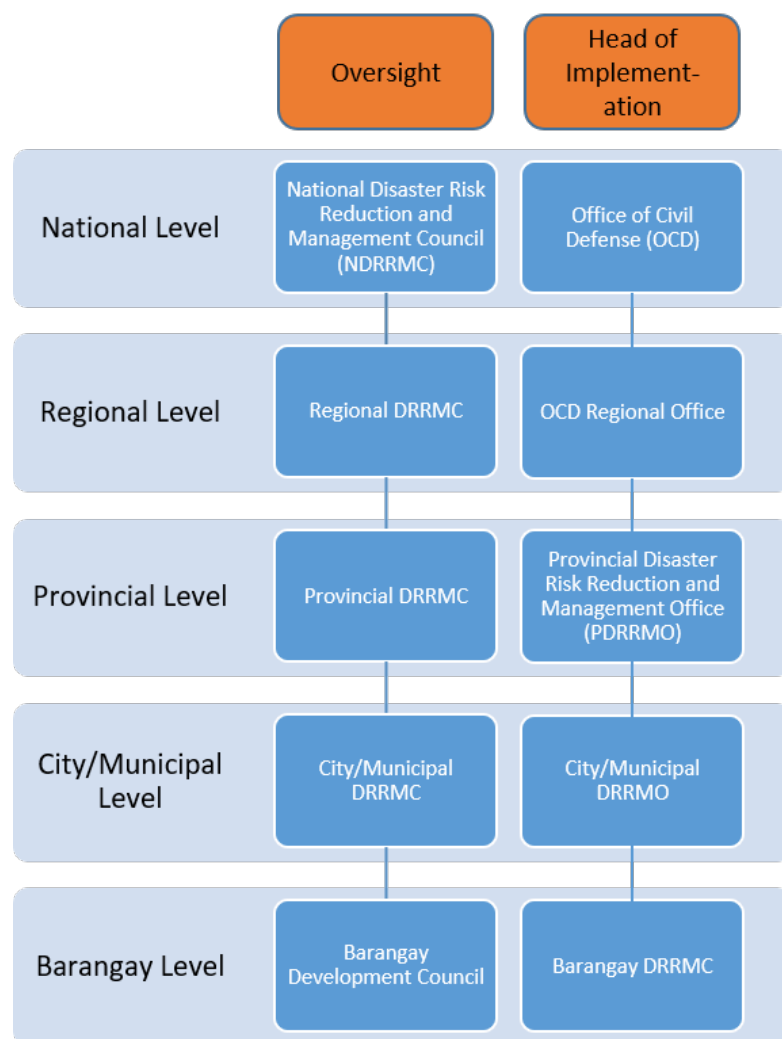 Oversight
Head of
Implement-
ation
National Level
National Disaster Risk
Reduction and
Management Council
(NDRRMC)
Office of Civil
Defense (OCD)
Regional Level
Regional DRRMC
OCD Regional Office
Provincial Level
Provincial DRRMC
Provincial Disaster
Risk Reduction and
Management Office
(PDRRMO)
City/Municipal
Level
City/Municipal
DRRMC
City/Municipal
DRRMO
Barangay Level
Barangay
Development Council
Barangay DRRMC